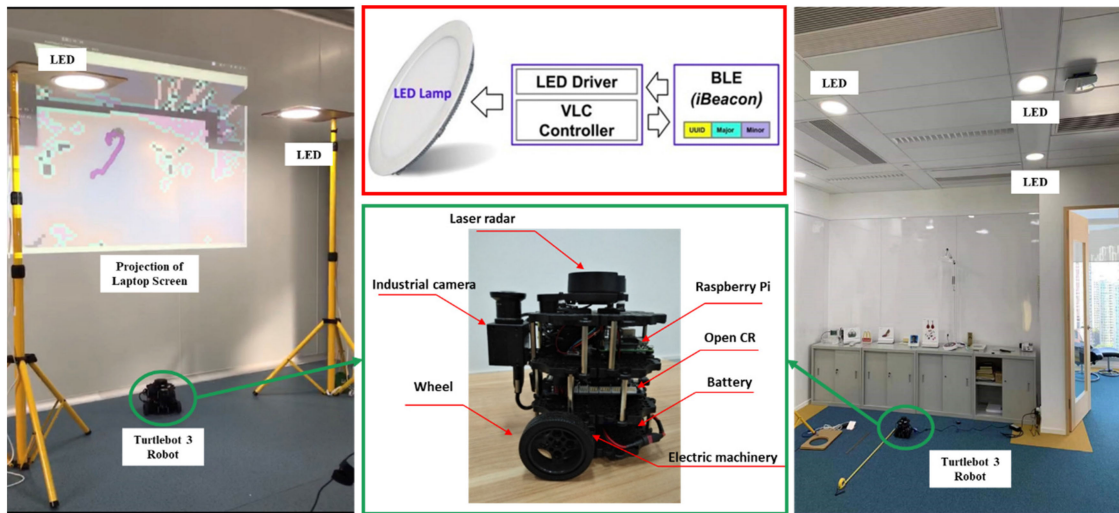 LED
LED
Projection of
Laptop Screen
Turtlebot 3
Robot
LED Lamp
LED Driver
VLC
Controller
BLE
(iBeacon)
UUID
Major
Minor
Laser radar
Industrial camera
Raspberry Pi
Open CR
Wheel
Battery
Electric machinery
LED
LED
LED
Turtlebot 3
Robot